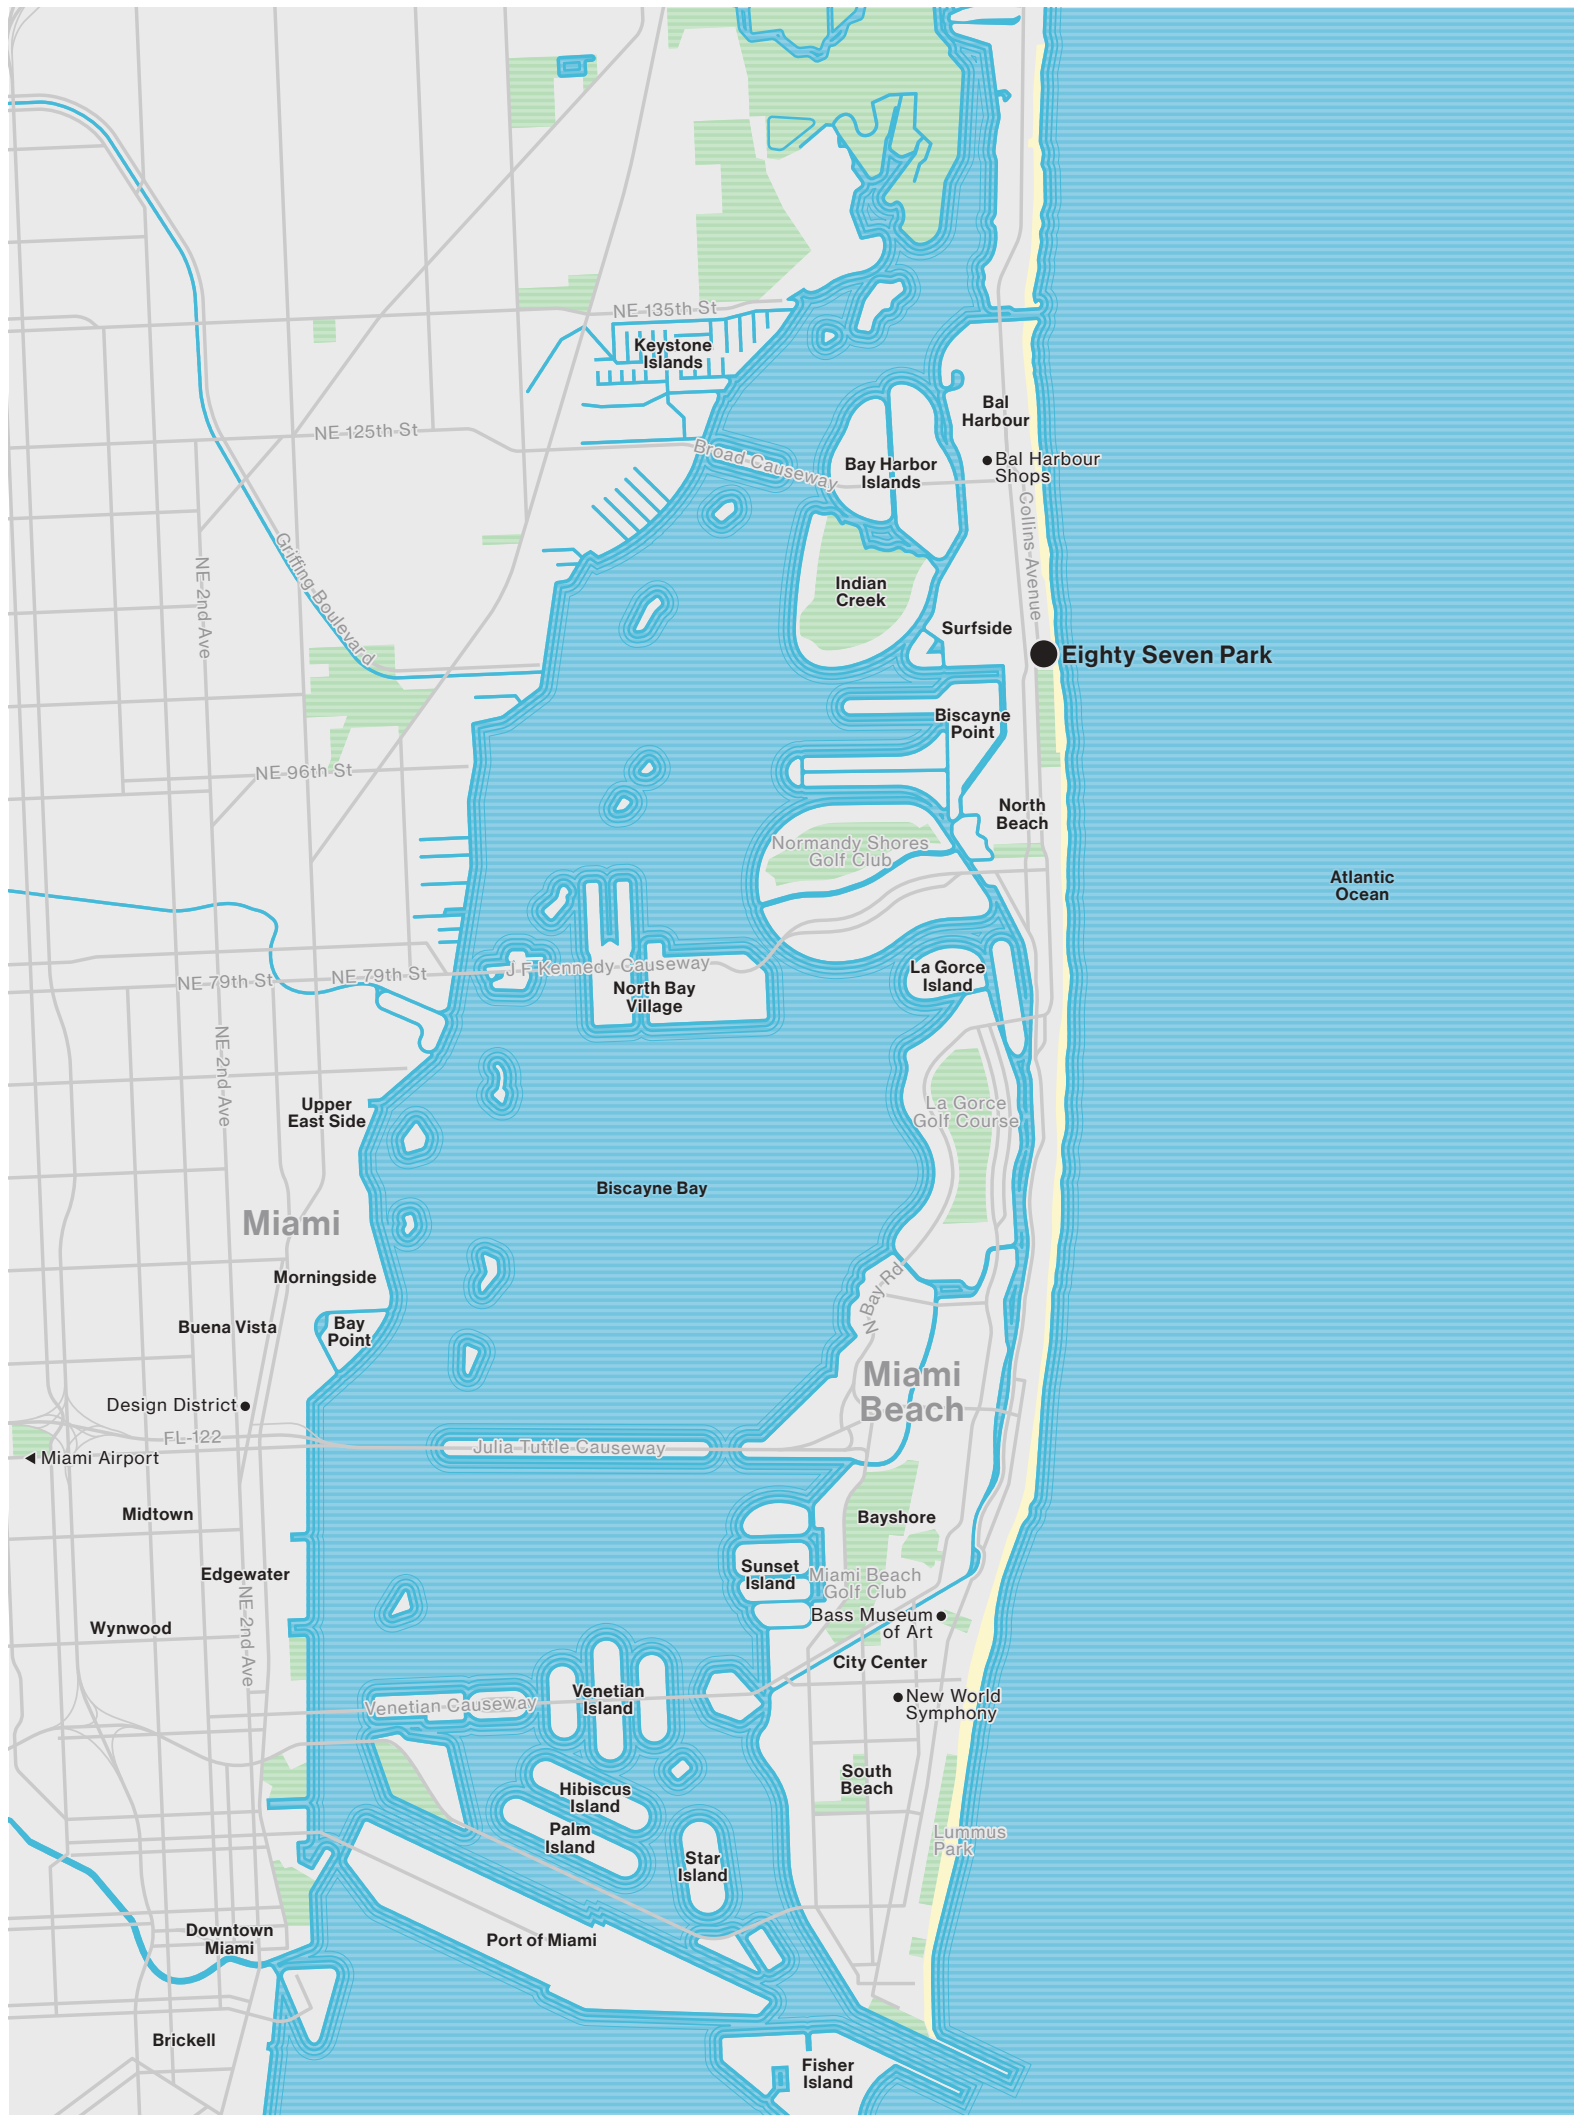 NE 135th St
Keystone
Islands
Bal
Harbour
NE 125th St
Broad Causeway
Bay Harbor
Islands
Bal Harbour
Shops
Collins Avenue
NE 2nd Ave
Griffing Boulevard
Indian
Creek
Surfside
Eighty Seven Park
Biscayne
Point
NE 96th St
North
Beach
Normandy Shores
Golf Club
Atlantic
Ocean
NE 79th St
NE 79th St
J F Kennedy Causeway
North Bay
Village
La Gorce
Island
NE 2nd Ave
Upper
East Side
La Gorce
Golf Course
Biscayne Bay
Miami
Morningside
N Bay Rd
Buena Vista
Bay
Point
Miami
Beach
Design District
FL-122
Julia Tuttle Causeway
Miami Airport
Midtown
Bayshore
Edgewater
Sunset
Island
Miami Beach
Golf Club
NE 2nd Ave
Wynwood
Bass Museum
of Art
City Center
Venetian Causeway
Venetian
Island
New World
Symphony
Hibiscus
Island
South
Beach
Palm
Island
Lummus
Park
Star
Island
Downtown
Miami
Port of Miami
Brickell
Fisher
Island